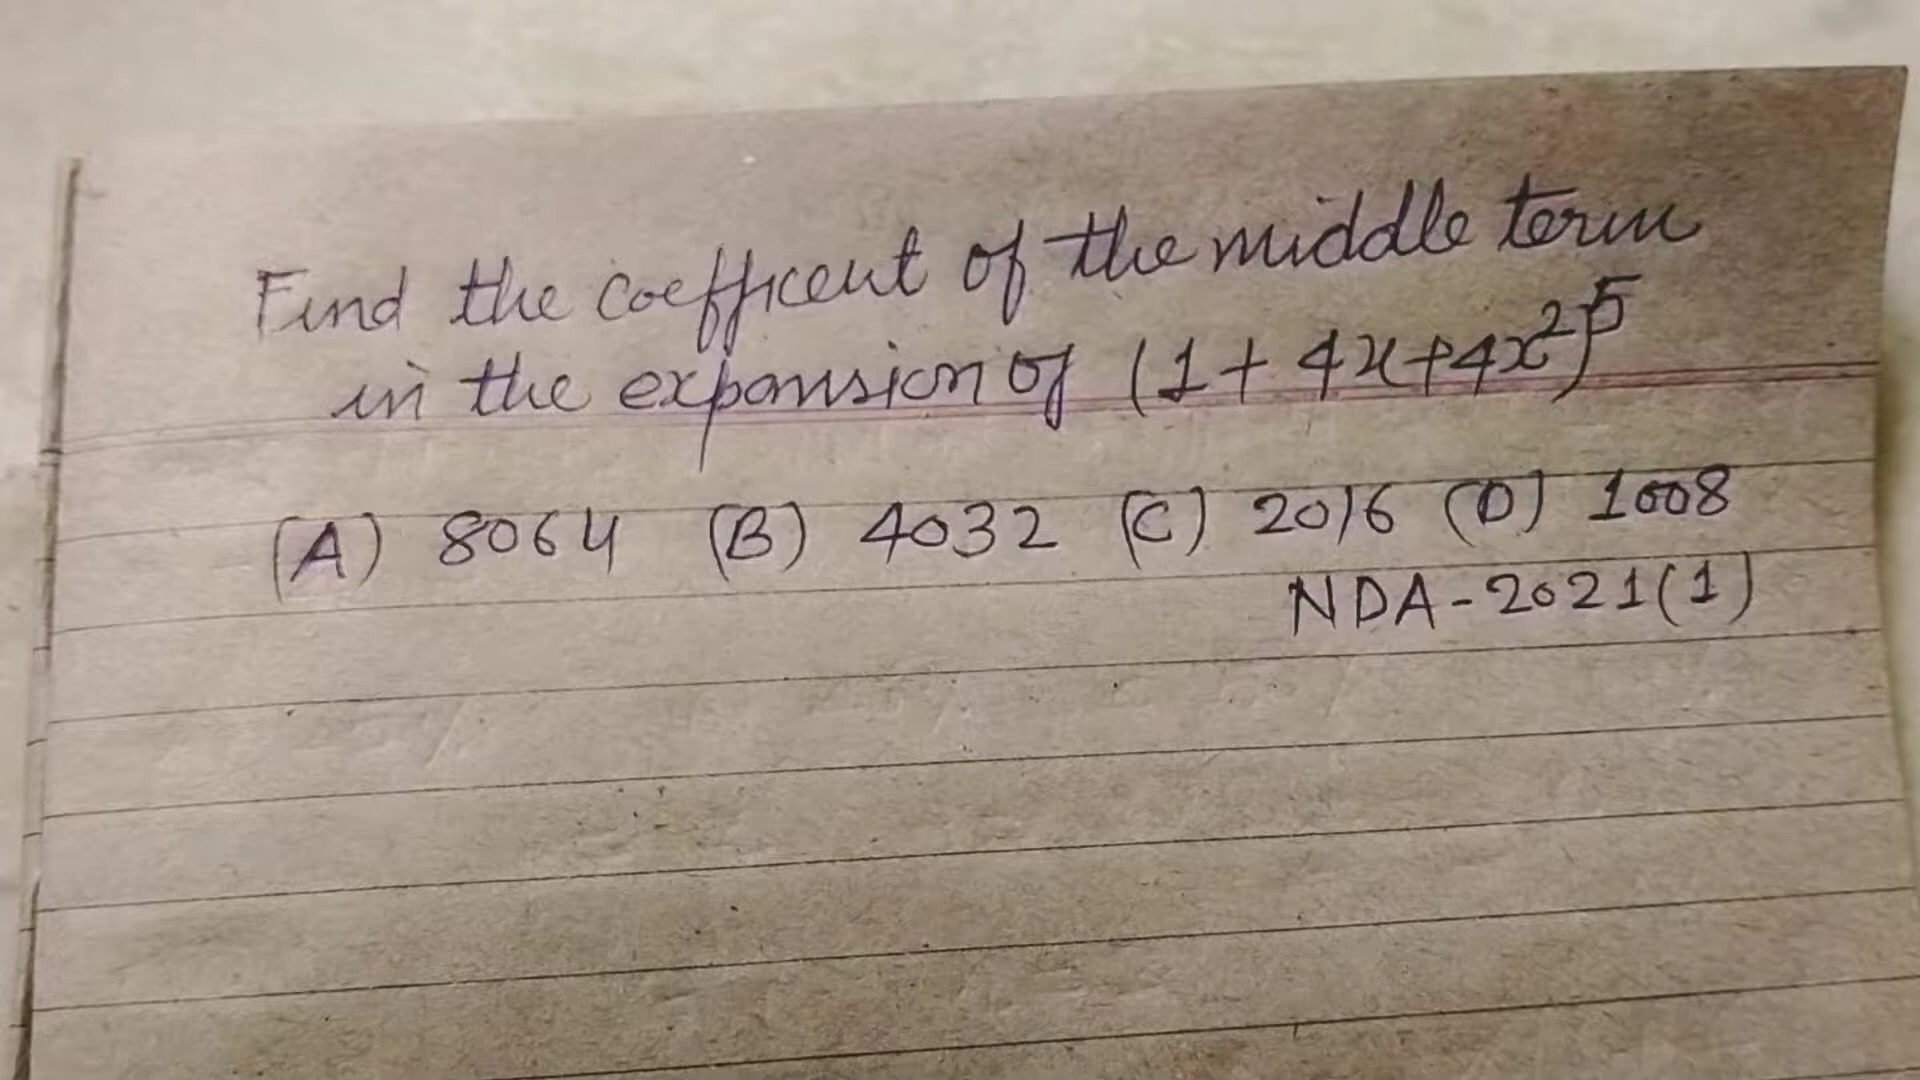 Find the coefficent of the middle term
in the expansion of (1 + 4x+4x²)⁵
(A) 8064 (B) 4032 (C) 2016 (D) 1008
NDA-2021(1)